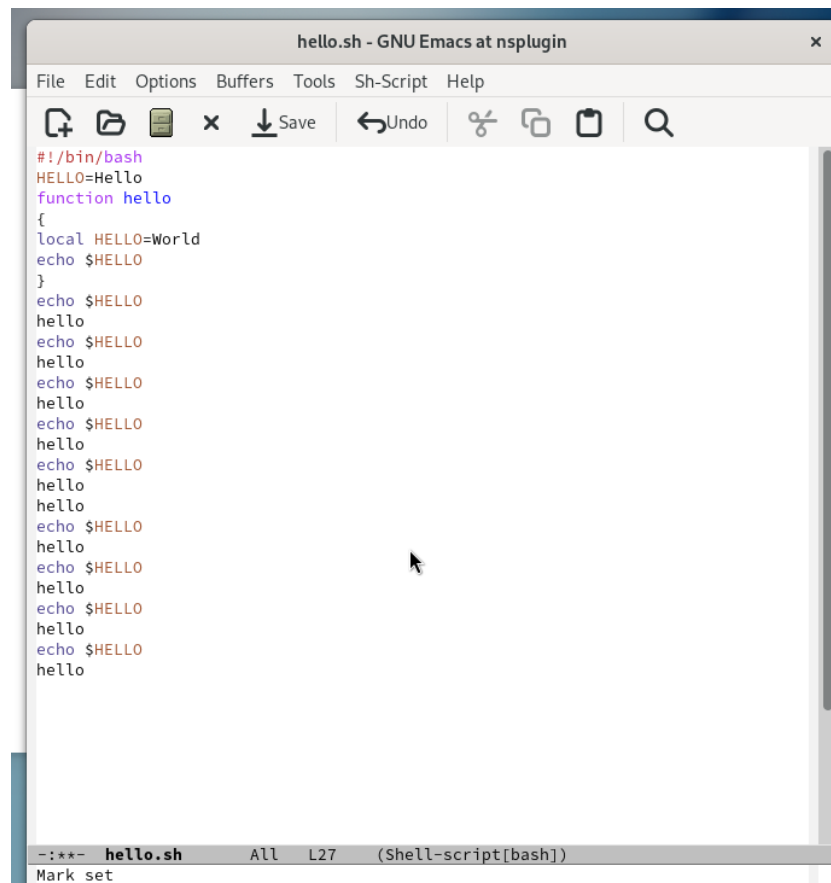 hello.sh - GNU Emacs at nsplugin
File Edit Options Buffers Tools Sh-Script Help
Save Undo
#!/bin/bash
HELLO=Hello
function hello
{
local HELLO=World
echo $HELLO
}
echo $HELLO
hello
echo $HELLO
hello
echo $HELLO
hello
echo $HELLO
hello
echo $HELLO
hello
hello
echo $HELLO
hello
echo $HELLO
hello
echo $HELLO
hello
echo $HELLO
hello
-:**- hello.sh All L27 (Shell-script[bash])
Mark set